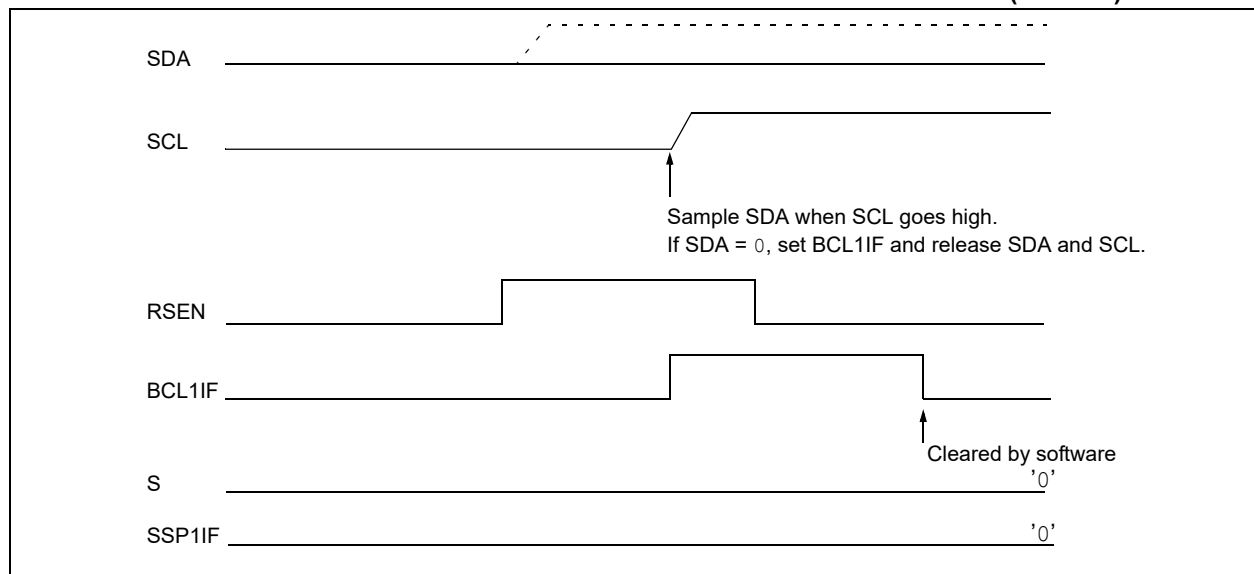 SDA
SCL
Sample SDA when SCL goes high.
If SDA = 0, set BCL1IF and release SDA and SCL.
RSEN
BCL1IF
Cleared by software
S
'0'
SSP1IF
'0'